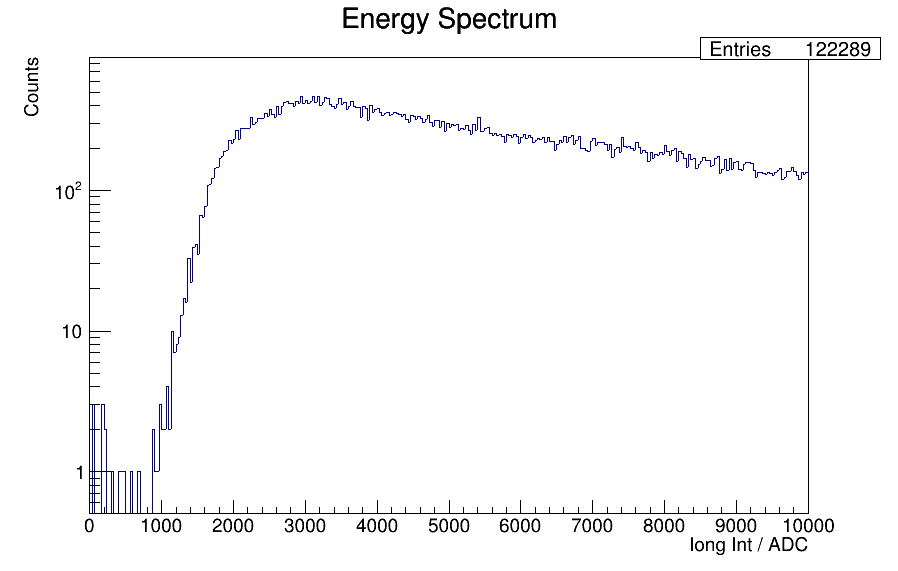 Energy Spectrum
Entries 122289
Counts
10²
10
1
0 1000 2000 3000 4000 5000 6000 7000 8000 9000 10000
long Int / ADC